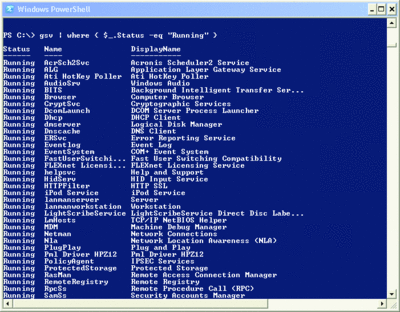 Windows PowerShell
PS C:\> gsv | where { $_.Status -eq "Running" }
Status Name DisplayName
------ ---- -----------
Running AcrSch2Svc Acronis Scheduler2 Service
Running ALG Application Layer Gateway Service
Running Ati HotKey Poller Ati HotKey Poller
Running AudioSrv Windows Audio
Running BITS Background Intelligent Transfer Ser...
Running Browser Computer Browser
Running CryptSvc Cryptographic Services
Running DcomLaunch DCOM Server Process Launcher
Running Dhcp DHCP Client
Running dmserver Logical Disk Manager
Running Dnscache DNS Client
Running ERSvc Error Reporting Service
Running Eventlog Event Log
Running EventSystem COM+ Event System
Running FastUserSwitchi... Fast User Switching Compatibility
Running FLEXnet Licensi... FLEXnet Licensing Service
Running helpsvc Help and Support
Running HidServ HID Input Service
Running HTTPFilter HTTP SSL
Running iPod Service iPod Service
Running lanmanserver Server
Running lanmanworkstation Workstation
Running LightScribeService LightScribeService Direct Disc Labe...
Running LmHosts TCP/IP NetBIOS Helper
Running MDM Machine Debug Manager
Running Netman Network Connections
Running Nla Network Location Awareness (NLA)
Running PlugPlay Plug and Play
Running Pml Driver HPZ12 Pml Driver HPZ12
Running PolicyAgent IPSEC Services
Running ProtectedStorage Protected Storage
Running RasMan Remote Access Connection Manager
Running RemoteRegistry Remote Registry
Running RpcSs Remote Procedure Call (RPC)
Running SamSs Security Accounts Manager